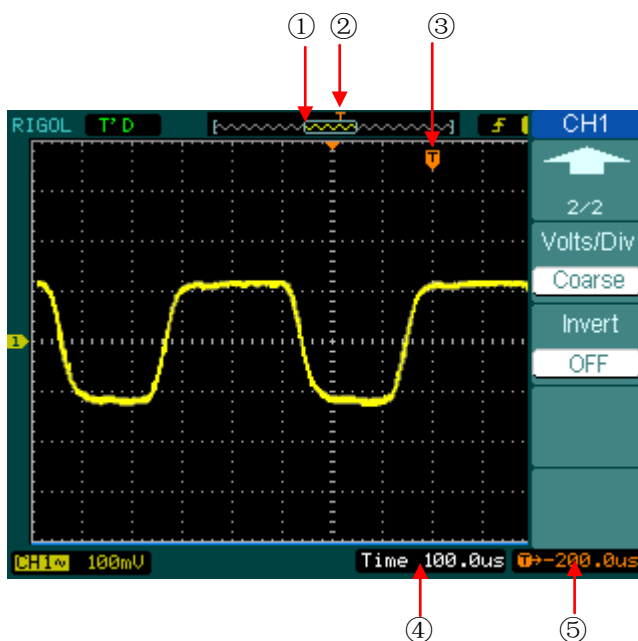 ① ② ③
T
RIGOL T'D
CH1
T
2/2
Volts/Div
Coarse
1
Invert
OFF
CH1~ 100mV Time 100.0us T→-200.0us
④ ⑤